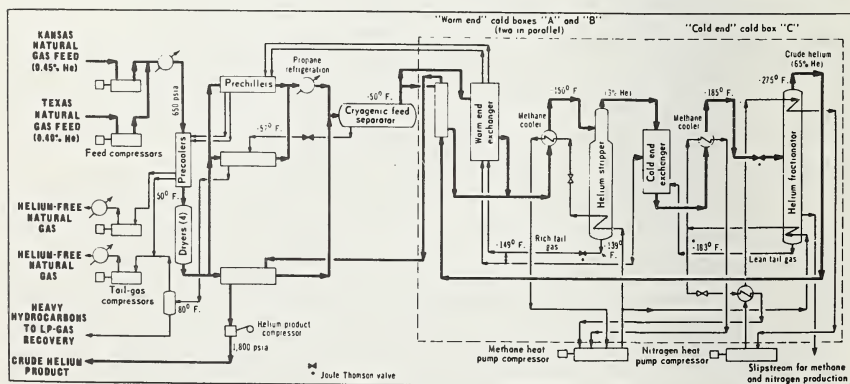 "Warm end" cold boxes "A" and "B"
(two in parallel)
"Cold end" cold box "C"
KANSAS
NATURAL
GAS FEED
(0.45% He)
TEXAS
NATURAL
GAS FEED
(0.40% He)
Feed compressors
650 psia
Prechillers
Propane
refrigeration
-50° F.
Cryogenic feed
separator
-57° F.
Precoolers
50° F.
Dryers (4)
HELIUM-FREE
NATURAL
GAS
HELIUM-FREE
NATURAL
GAS
Tail-gas
compressors
80° F.
HEAVY
HYDROCARBONS
TO LP-GAS
RECOVERY
CRUDE HELIUM
PRODUCT
Helium product
compressor
1,800 psia
Joule Thomson valve
Warm end
exchanger
Methane
cooler
-150° F.
(3% He)
Helium stripper
-149° F.
Rich tail
gas
-139°
F.
Cold end
exchanger
-185° F.
Methane
cooler
Crude helium
(65% He)
-275° F.
Helium fractionator
-183° F.
Lean tail gas
Methane heat
pump compressor
Nitrogen heat
pump compressor
Slipstream for methane
and nitrogen production